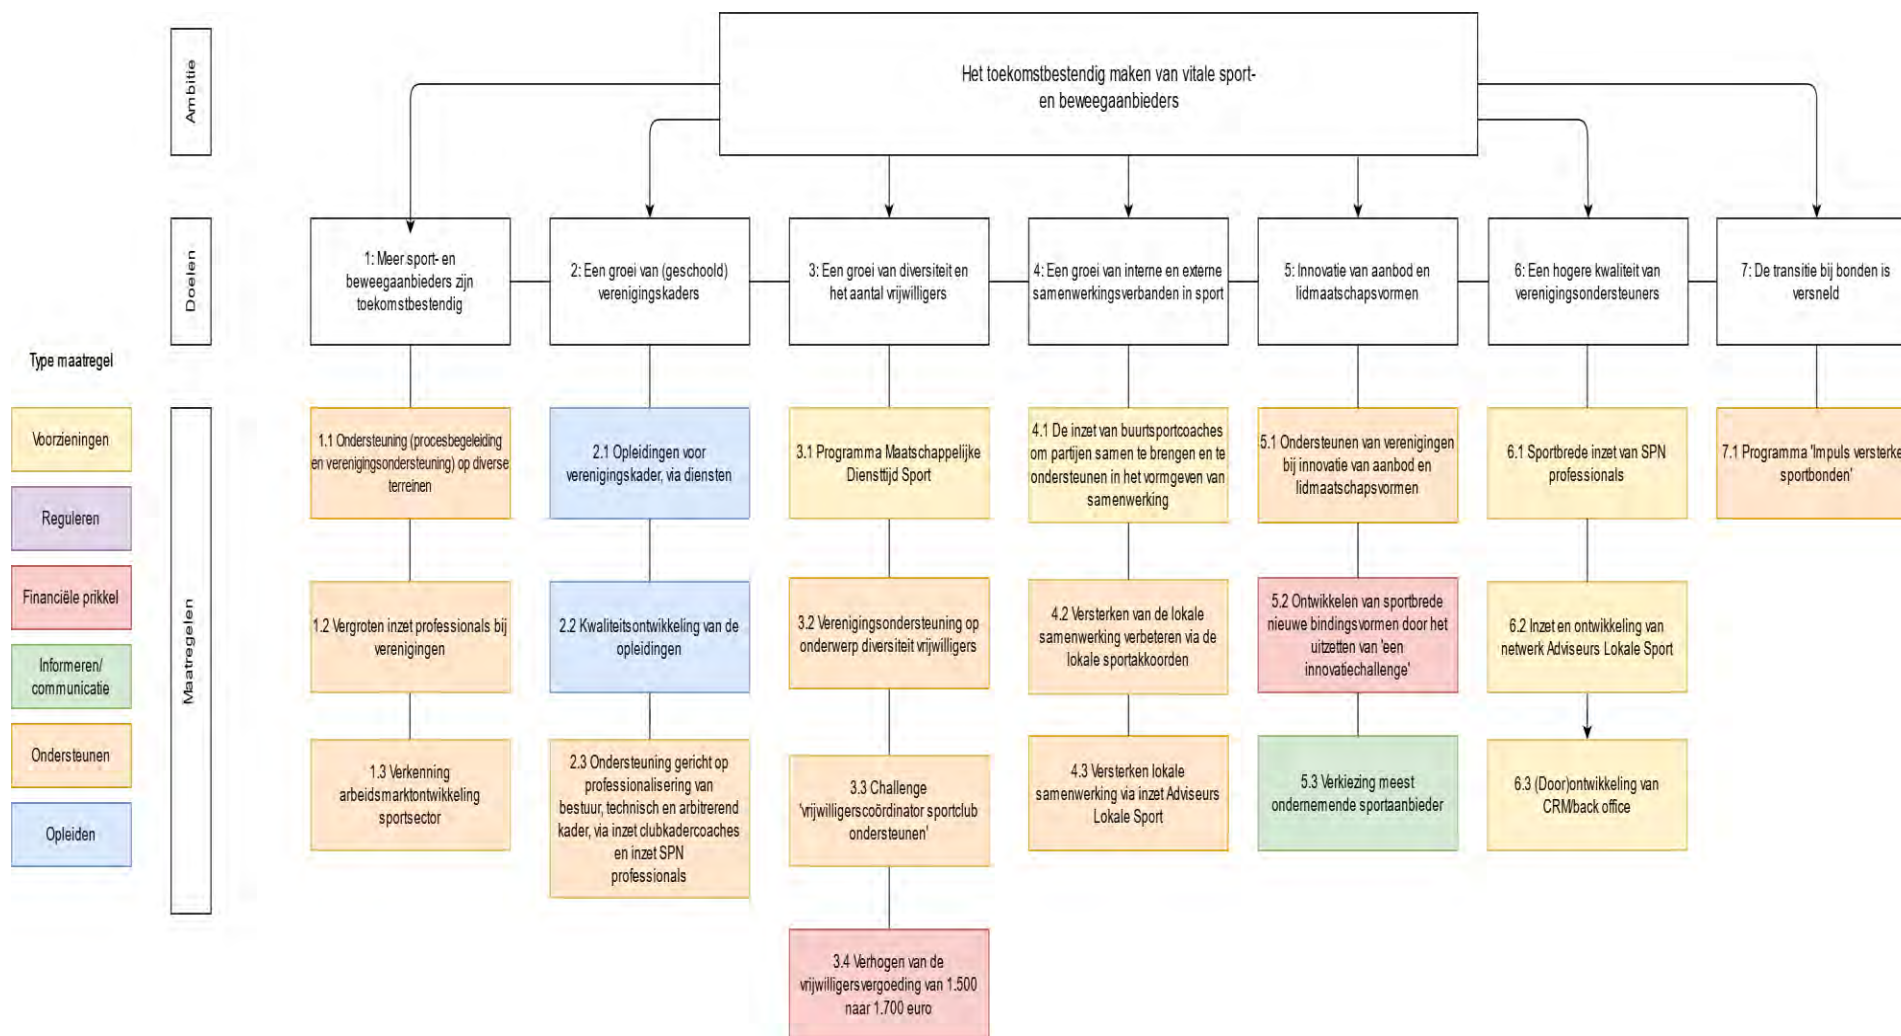 Ambitie
Het toekomstbestendig maken van vitale sport-
en beweegaanbieders
Doelen
1: Meer sport- en
beweegaanbieders zijn
toekomstbestendig
2: Een groei van (geschoold)
verenigingskaders
3: Een groei van diversiteit en
het aantal vrijwilligers
4: Een groei van interne en externe
samenwerkingsverbanden in sport
5: Innovatie van aanbod en
lidmaatschapsvormen
6: Een hogere kwaliteit van
verenigingsondersteuners
7: De transitie bij bonden is
versneld
Type maatregel
Voorzieningen
Reguleren
Financiële prikkel
Informeren/
communicatie
Ondersteunen
Opleiden
Maatregelen
1.1 Ondersteuning (procesbegeleiding
en verenigingsondersteuning) op diverse
terreinen
1.2 Vergroten inzet professionals bij
verenigingen
1.3 Verkenning
arbeidsmarktontwikkeling
sportsector
2.1 Opleidingen voor
verenigingskader, via diensten
2.2 Kwaliteitsontwikkeling van de
opleidingen
2.3 Ondersteuning gericht op
professionalisering van
bestuur, technisch en arbitrerend
kader, via inzet clubkadercoaches
en inzet SPN
professionals
3.1 Programma Maatschappelijke
Diensttijd Sport
3.2 Verenigingsondersteuning op
onderwerp diversiteit vrijwilligers
3.3 Challenge
'vrijwilligerscoördinator sportclub
ondersteunen'
3.4 Verhogen van de
vrijwilligersvergoeding van 1.500
naar 1.700 euro
4.1 De inzet van buurtsportcoaches
om partijen samen te brengen en te
ondersteunen in het vormgeven van
samenwerking
4.2 Versterken van de lokale
samenwerking verbeteren via de
lokale sportakkoorden
4.3 Versterken lokale
samenwerking via inzet Adviseurs
Lokale Sport
5.1 Ondersteunen van verenigingen
bij innovatie van aanbod en
lidmaatschapsvormen
5.2 Ontwikkelen van sportbrede
nieuwe bindingsvormen door het
uitzetten van 'een
innovatiechallenge'
5.3 Verkiezing meest
ondernemende sportaanbieder
6.1 Sportbrede inzet van SPN
professionals
6.2 Inzet en ontwikkeling van
netwerk Adviseurs Lokale Sport
6.3 (Door)ontwikkeling van
CRM/back office
7.1 Programma 'Impuls versterke
sportbonden'